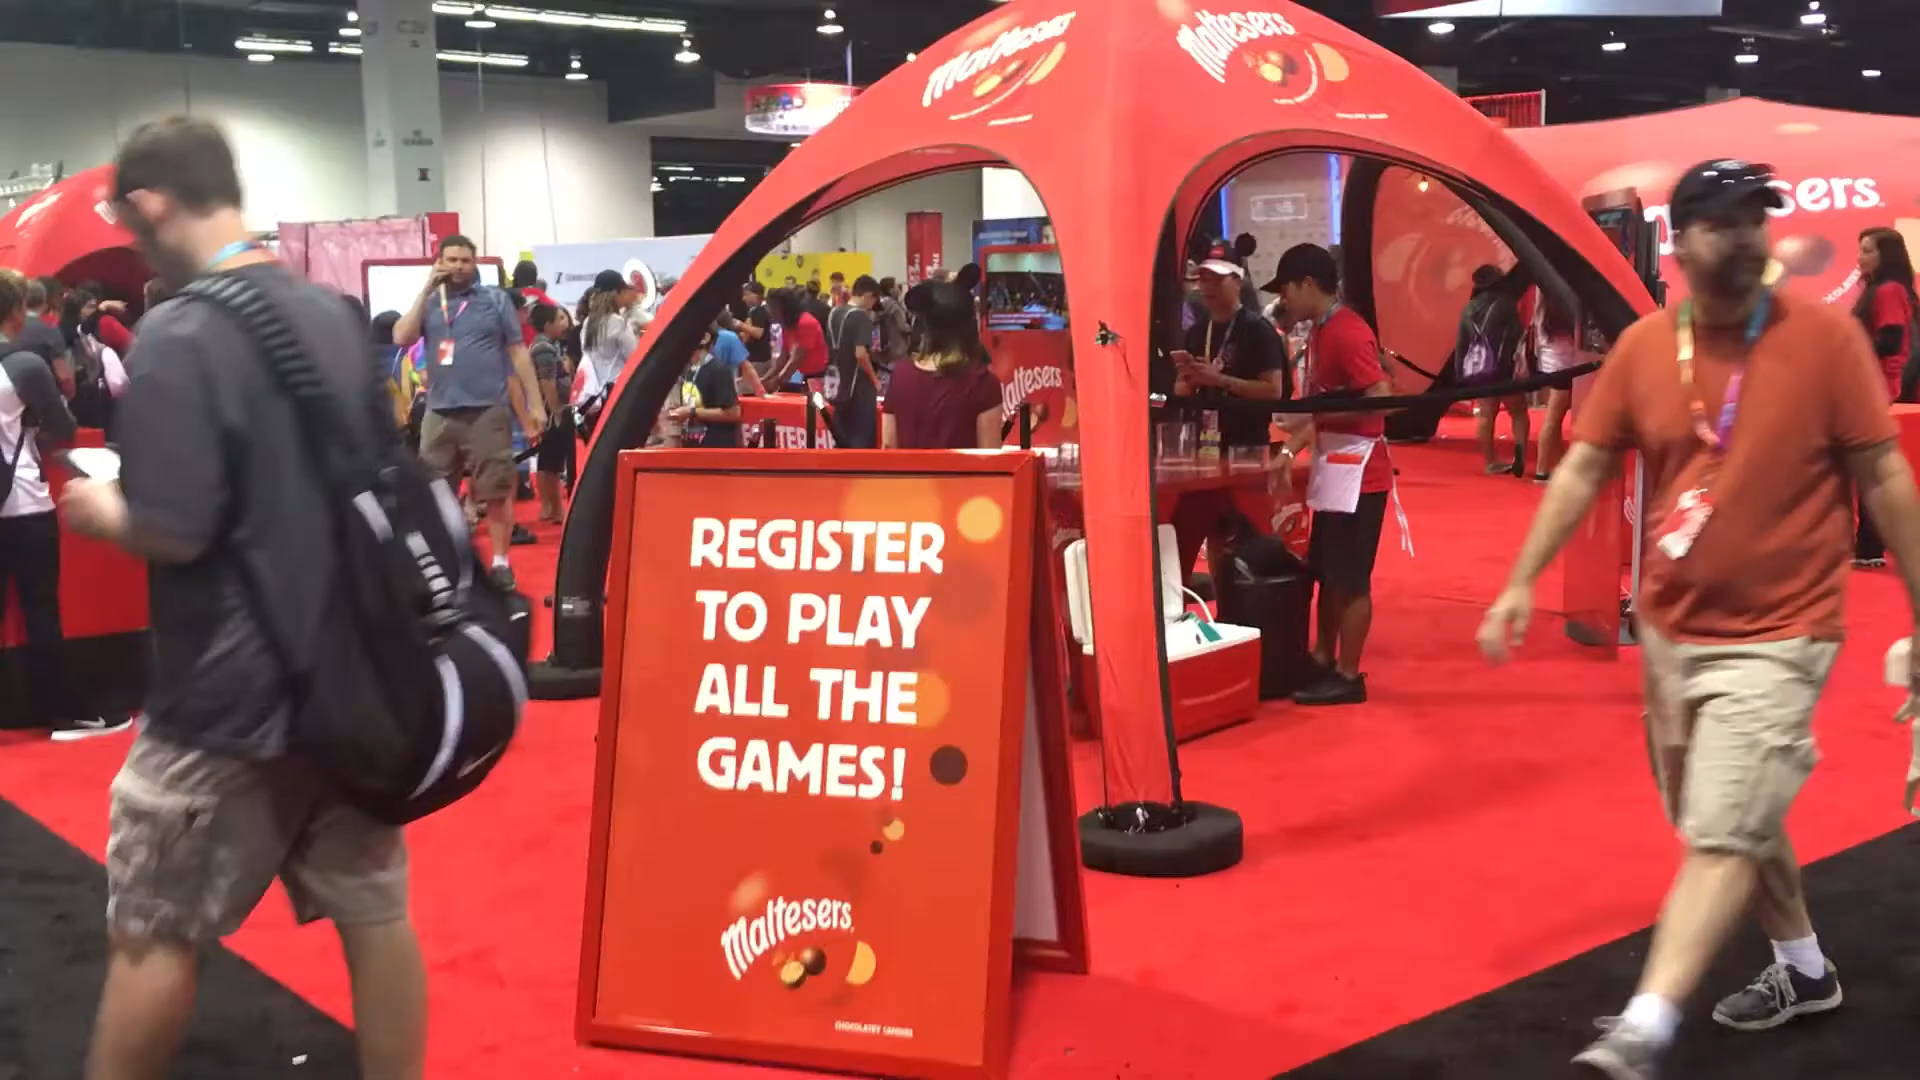 Maltesers
Maltesers
sers.
Maltesers
REGISTER
TO PLAY
ALL THE
GAMES!
Maltesers
CHOCOLATEY CANDIES